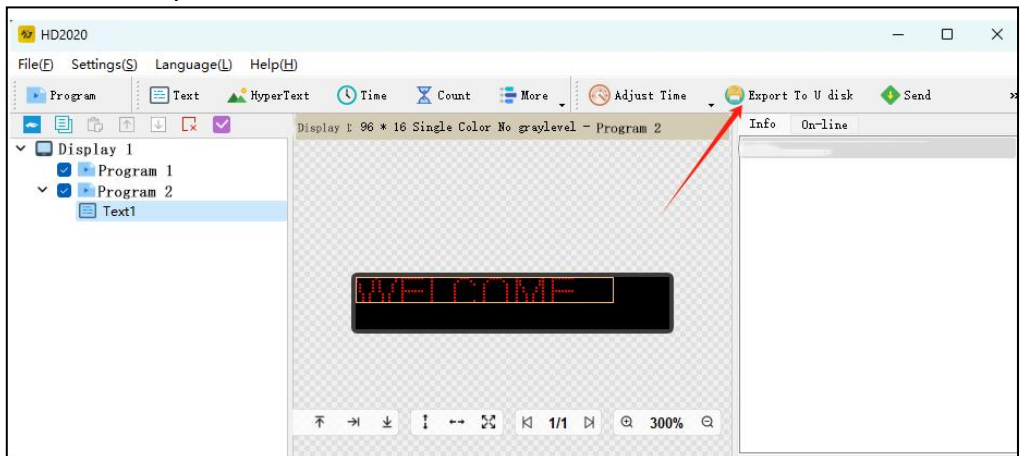 HD2020
File(F) Settings(S) Language(L) Help(H)
Program Text HyperText Time Count More Adjust Time Export To U disk Send »
Display 1: 96 * 16 Single Color No graylevel - Program 2
Info On-line
Display 1
Program 1
Program 2
Text1
WELCOME
1/1 300%